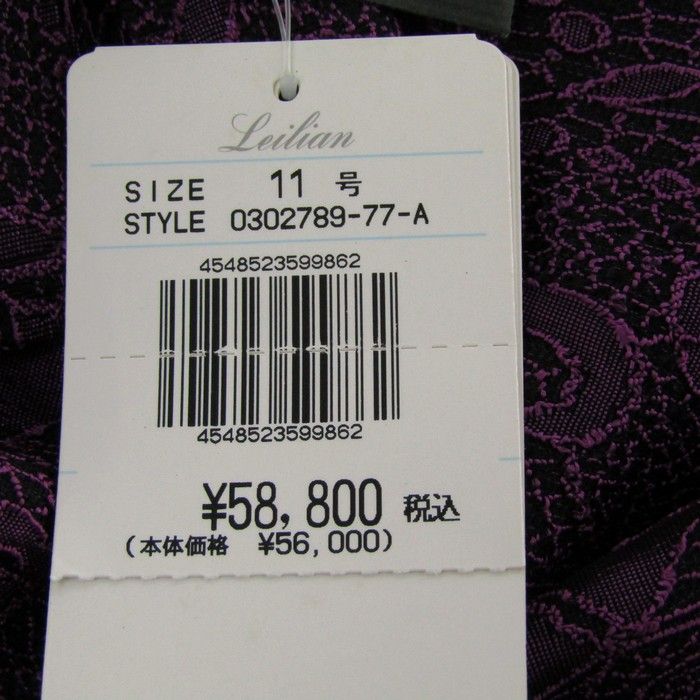 Leilian
SIZE 11 号
STYLE 0302789-77-A
4548523599862
4548523599862
¥58,800 税込
(本体価格 ¥56,000)